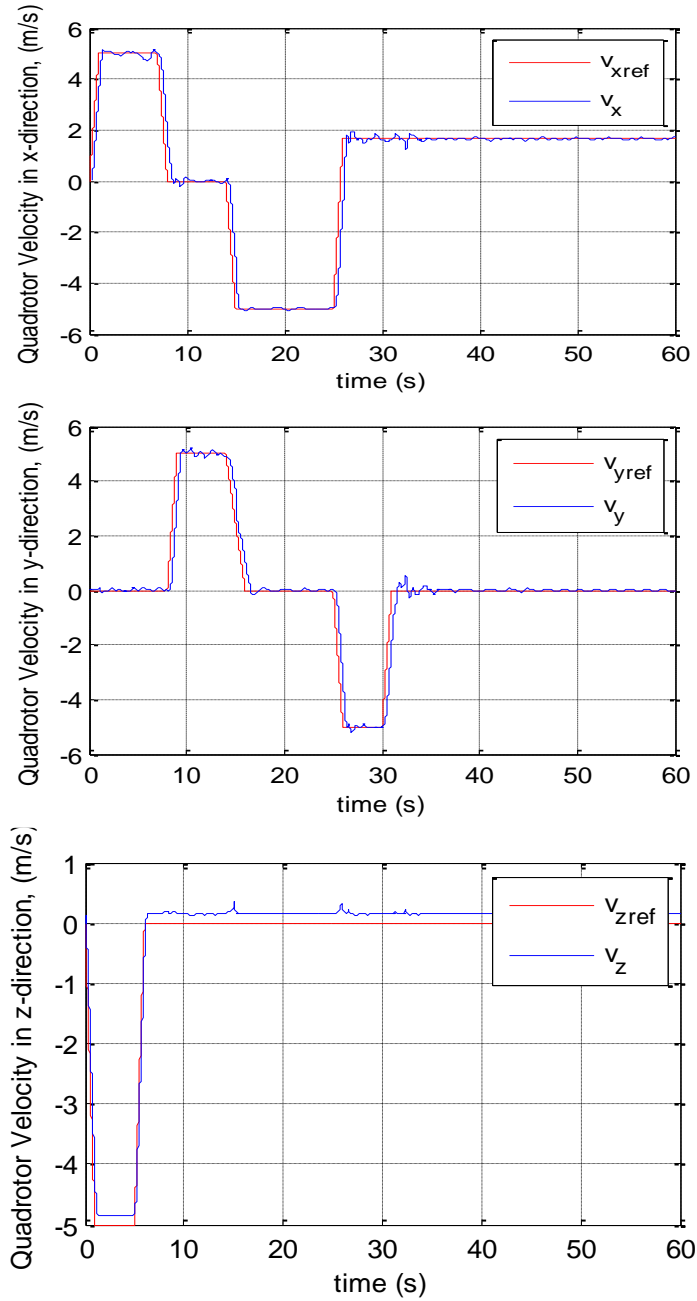 Quadrotor Velocity in x-direction, (m/s)
6
4
2
0
-2
-4
-6
v_xref
v_x
0 10 20 30 40 50 60
time (s)
Quadrotor Velocity in y-direction, (m/s)
6
4
2
0
-2
-4
-6
v_yref
v_y
0 10 20 30 40 50 60
time (s)
Quadrotor Velocity in z-direction, (m/s)
1
0
-1
-2
-3
-4
-5
v_zref
v_z
0 10 20 30 40 50 60
time (s)